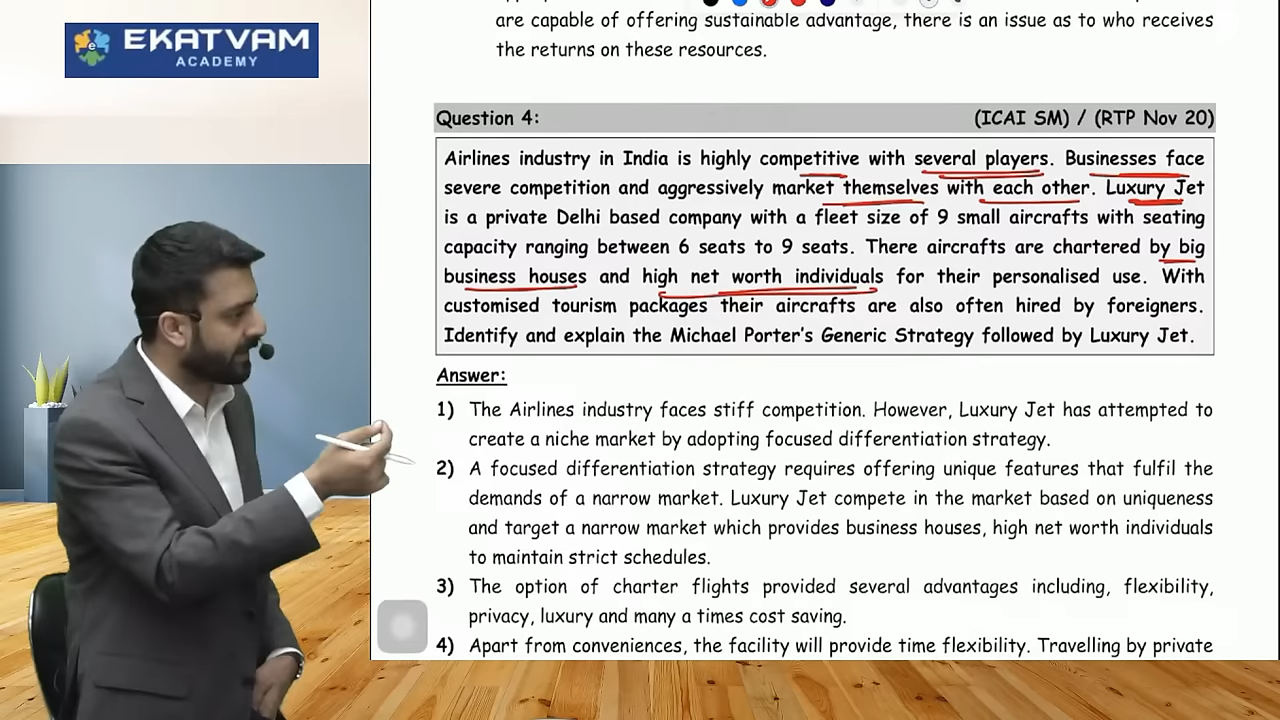 EKATVAM
ACADEMY
are capable of offering sustainable advantage, there is an issue as to who receives
the returns on these resources.
Question 4: (ICAI SM) / (RTP Nov 20)
Airlines industry in India is highly competitive with several players. Businesses face
severe competition and aggressively market themselves with each other. Luxury Jet
is a private Delhi based company with a fleet size of 9 small aircrafts with seating
capacity ranging between 6 seats to 9 seats. There aircrafts are chartered by big
business houses and high net worth individuals for their personalised use. With
customised tourism packages their aircrafts are also often hired by foreigners.
Identify and explain the Michael Porter's Generic Strategy followed by Luxury Jet.
Answer:
1) The Airlines industry faces stiff competition. However, Luxury Jet has attempted to
create a niche market by adopting focused differentiation strategy.
2) A focused differentiation strategy requires offering unique features that fulfil the
demands of a narrow market. Luxury Jet compete in the market based on uniqueness
and target a narrow market which provides business houses, high net worth individuals
to maintain strict schedules.
3) The option of charter flights provided several advantages including, flexibility,
privacy, luxury and many a times cost saving.
4) Apart from conveniences, the facility will provide time flexibility. Travelling by private